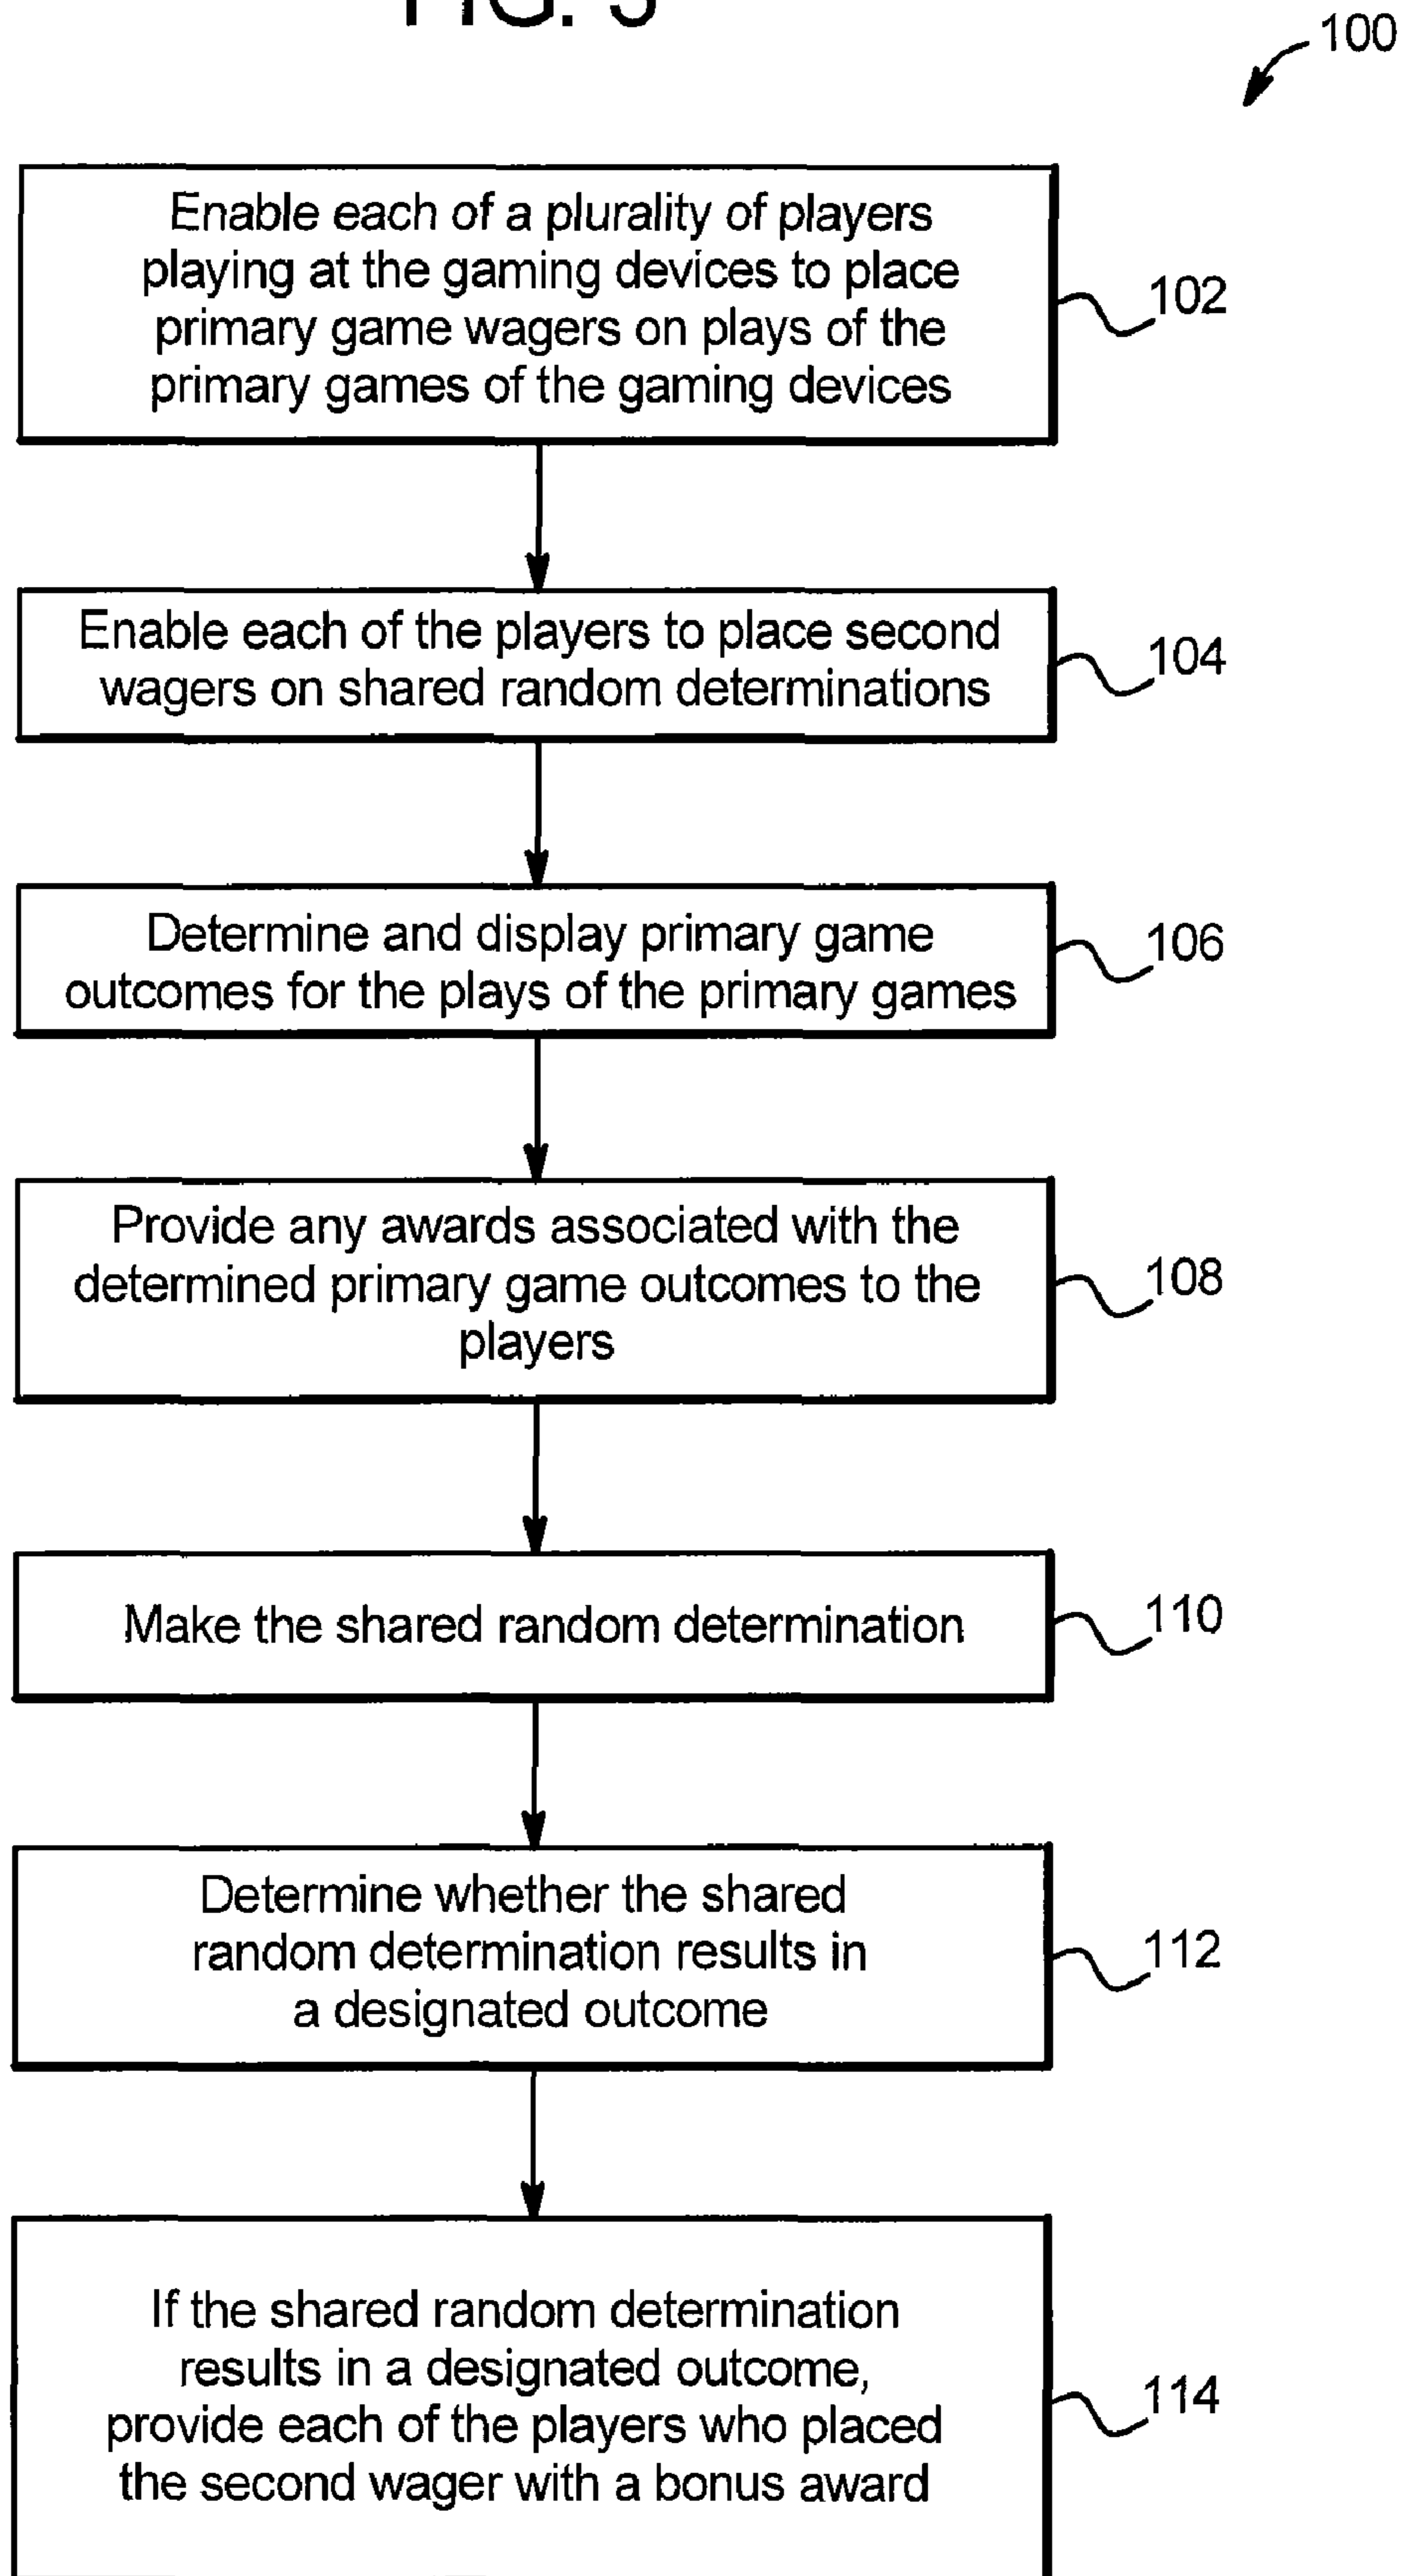 100
Enable each of a plurality of players
playing at the gaming devices to place
primary game wagers on plays of the
primary games of the gaming devices
102
Enable each of the players to place second
wagers on shared random determinations
104
Determine and display primary game
outcomes for the plays of the primary games
106
Provide any awards associated with the
determined primary game outcomes to the
players
108
Make the shared random determination
110
Determine whether the shared
random determination results in
a designated outcome
112
If the shared random determination
results in a designated outcome,
provide each of the players who placed
the second wager with a bonus award
114